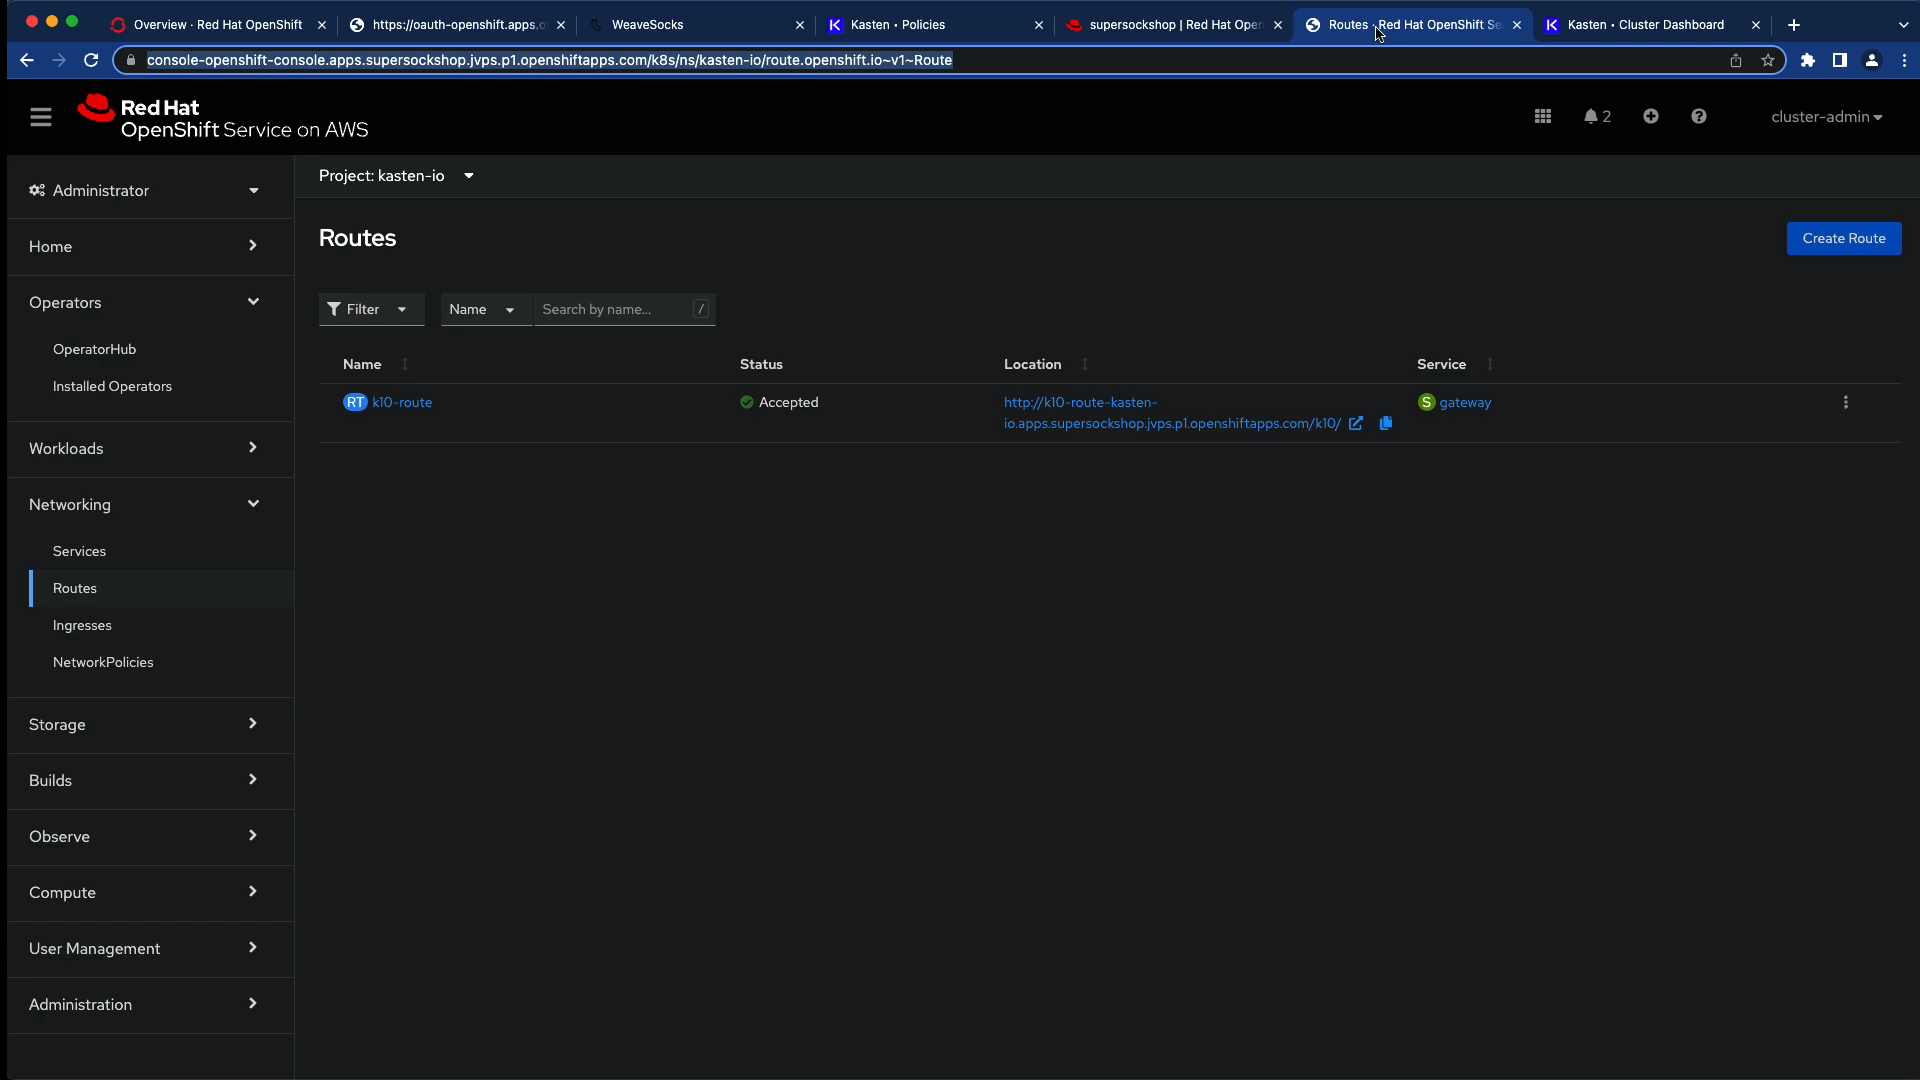 Overview · Red Hat OpenShift
https://oauth-openshift.apps.o
WeaveSocks
Kasten • Policies
supersockshop | Red Hat Open
Routes · Red Hat OpenShift Se
Kasten • Cluster Dashboard
console-openshift-console.apps.supersockshop.jvps.p1.openshiftapps.com/k8s/ns/kasten-io/route.openshift.io~v1~Route
Red Hat
OpenShift Service on AWS
2
cluster-admin
Administrator
Project: kasten-io
Home
Routes
Create Route
Operators
OperatorHub
Installed Operators
Filter
Name
Search by name...
/
Name
Status
Location
Service
RT k10-route
Accepted
http://k10-route-kasten-
io.apps.supersockshop.jvps.p1.openshiftapps.com/k10/
S gateway
Workloads
Networking
Services
Routes
Ingresses
NetworkPolicies
Storage
Builds
Observe
Compute
User Management
Administration